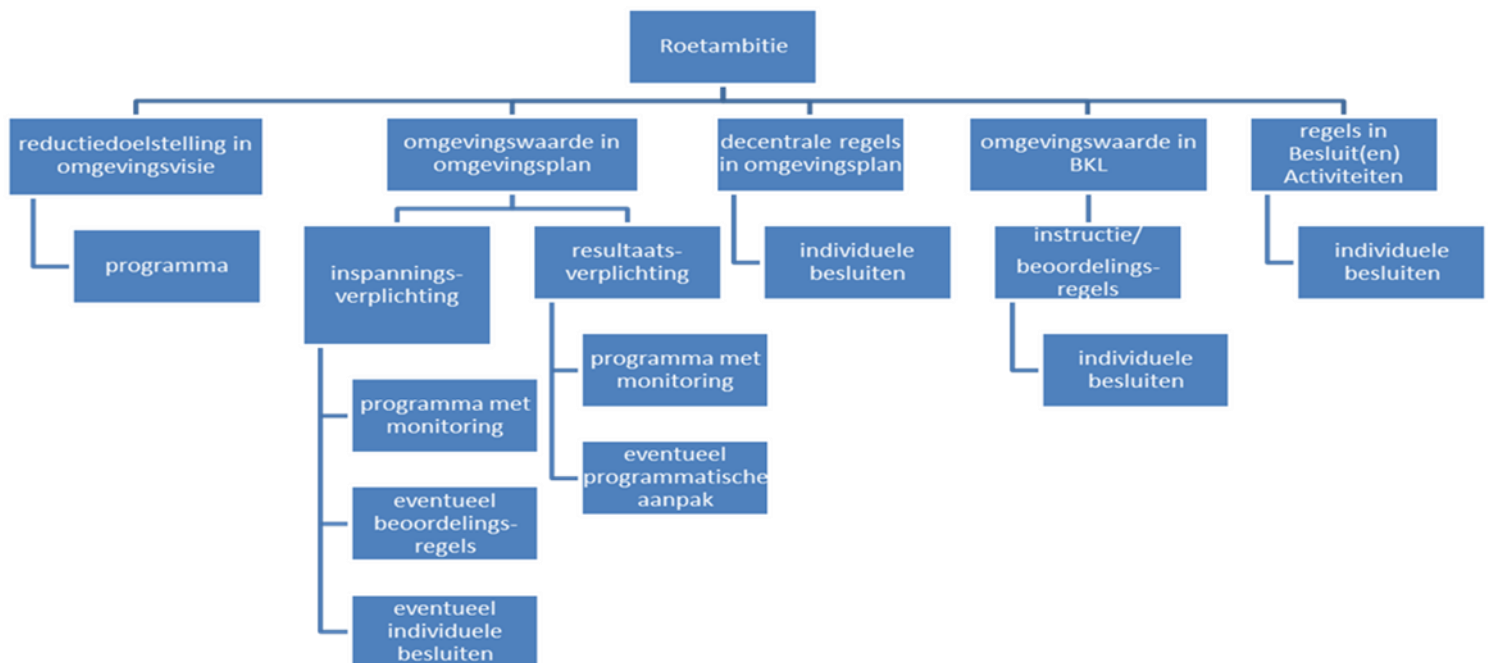 Roetambitie
reductiedoelstelling in
omgevingsvisie
programma
omgevingswaarde in
omgevingsplan
inspannings-
verplichting
programma met
monitoring
eventueel
beoordelings-
regels
eventueel
individuele
besluiten
resultaats-
verplichting
programma met
monitoring
eventueel
programmatische
aanpak
decentrale regels
in omgevingsplan
individuele
besluiten
omgevingswaarde in
BKL
instructie/
beoordelings-
regels
individuele
besluiten
regels in
Besluit(en)
Activiteiten
individuele
besluiten